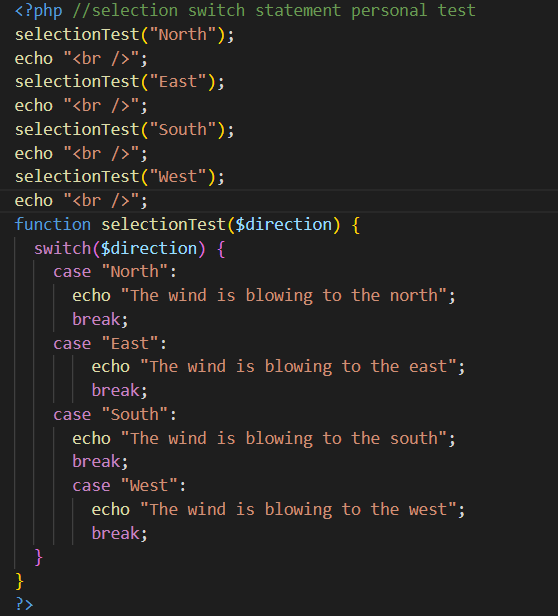 <?php //selection switch statement personal test
selectionTest("North");
echo "<br />";
selectionTest("East");
echo "<br />";
selectionTest("South");
echo "<br />";
selectionTest("West");
echo "<br />";
function selectionTest($direction) {
  switch($direction) {
    case "North":
      echo "The wind is blowing to the north";
      break;
    case "East":
        echo "The wind is blowing to the east";
        break;
    case "South":
      echo "The wind is blowing to the south";
      break;
      case "West":
        echo "The wind is blowing to the west";
        break;
  }
}
?>